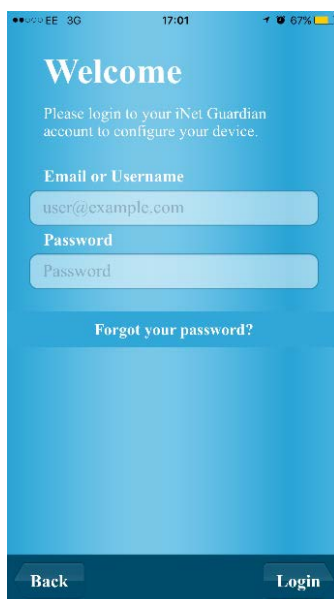 EE 3G 17:01 67%
Welcome
Please login to your iNet Guardian
account to configure your device.
Email or Username
user@example.com
Password
Password
Forgot your password?
Back Login